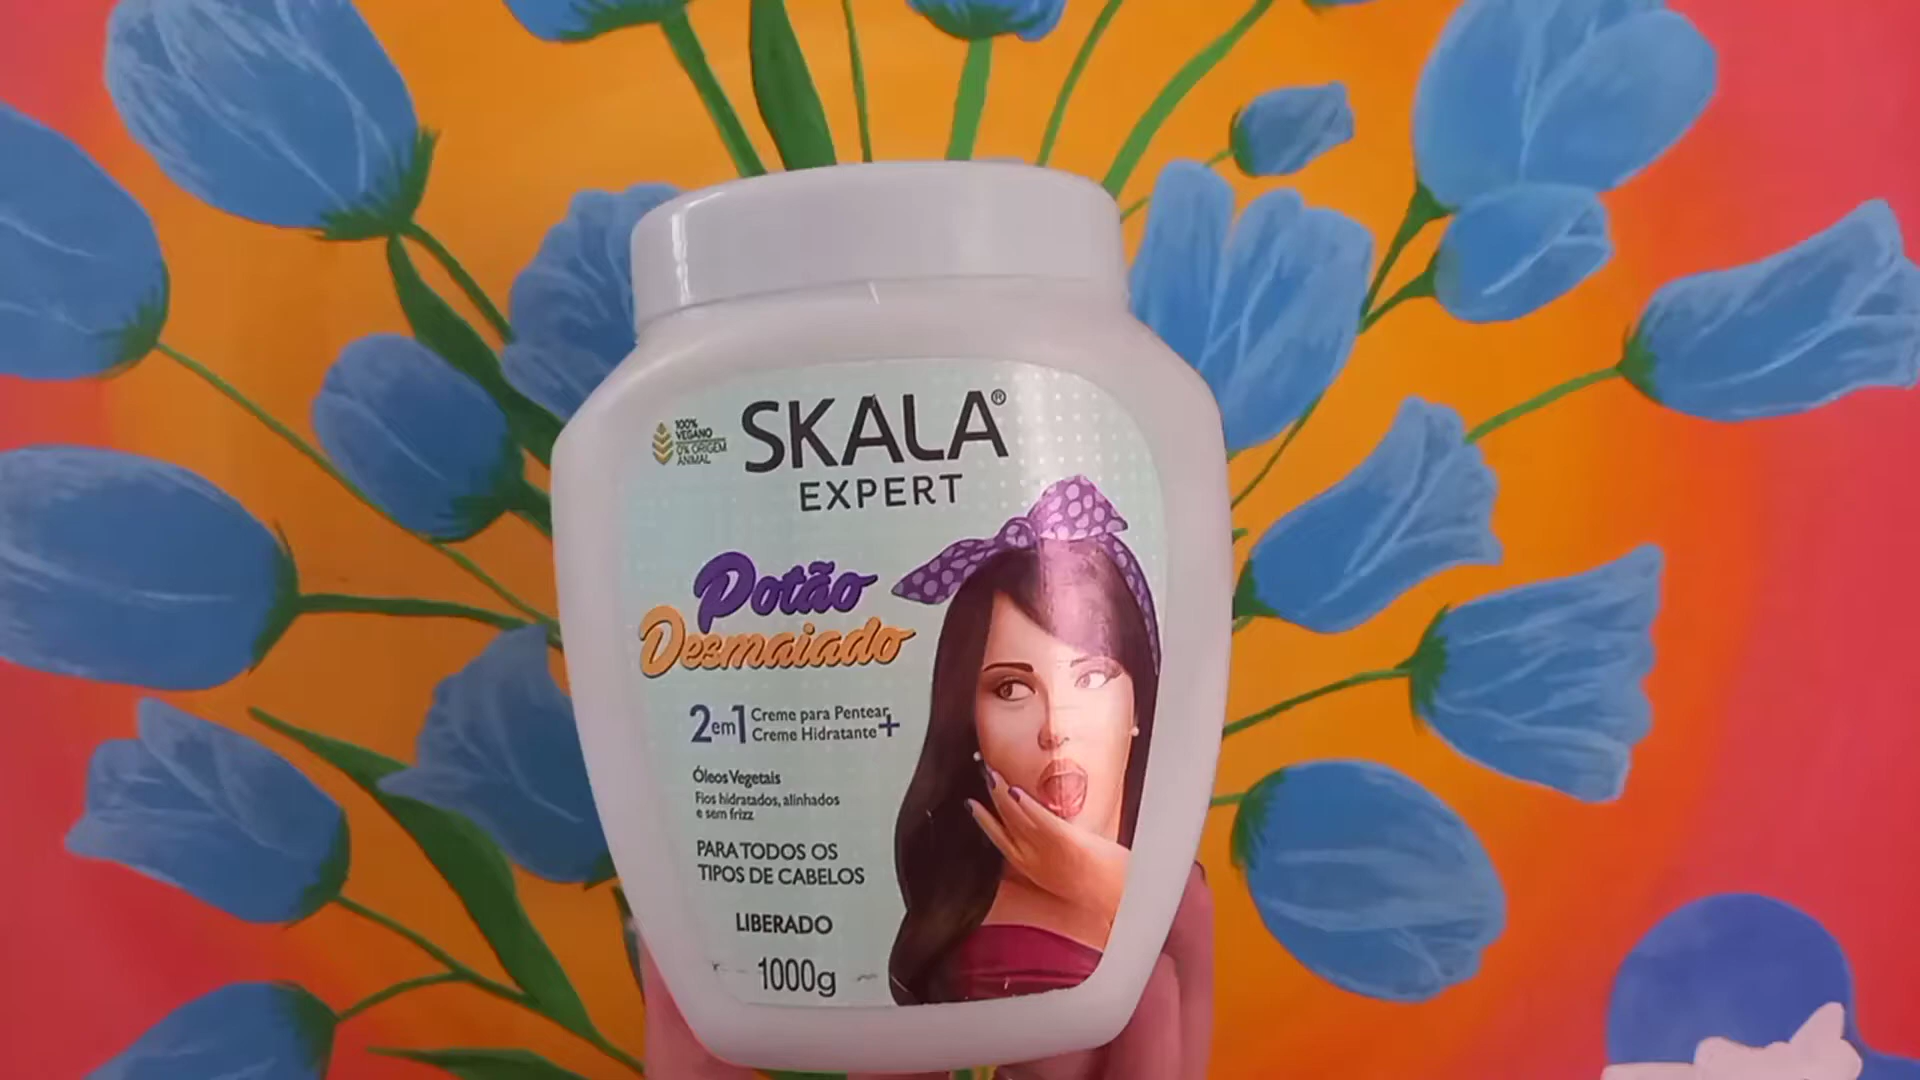 100%
VEGANO
0% ORIGEM
ANIMAL
SKALA®
EXPERT
Potão
Desmaiado
2em1 Creme para Pentear +
Creme Hidratante
Óleos Vegetais
Fios hidratados, alinhados
e sem frizz
PARA TODOS OS
TIPOS DE CABELOS
LIBERADO
1000g